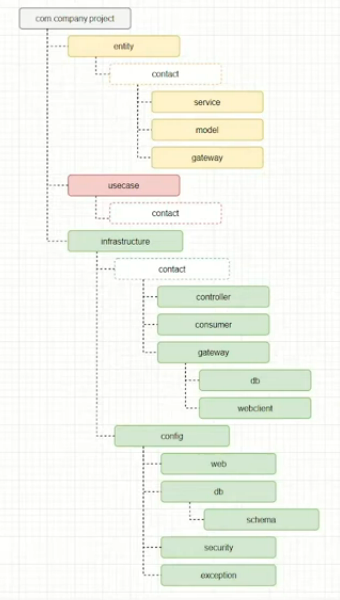 com company project
entity
contact
service
model
gateway
usecase
contact
infrastructure
contact
controller
consumer
gateway
db
webclient
config
web
db
schema
security
exception